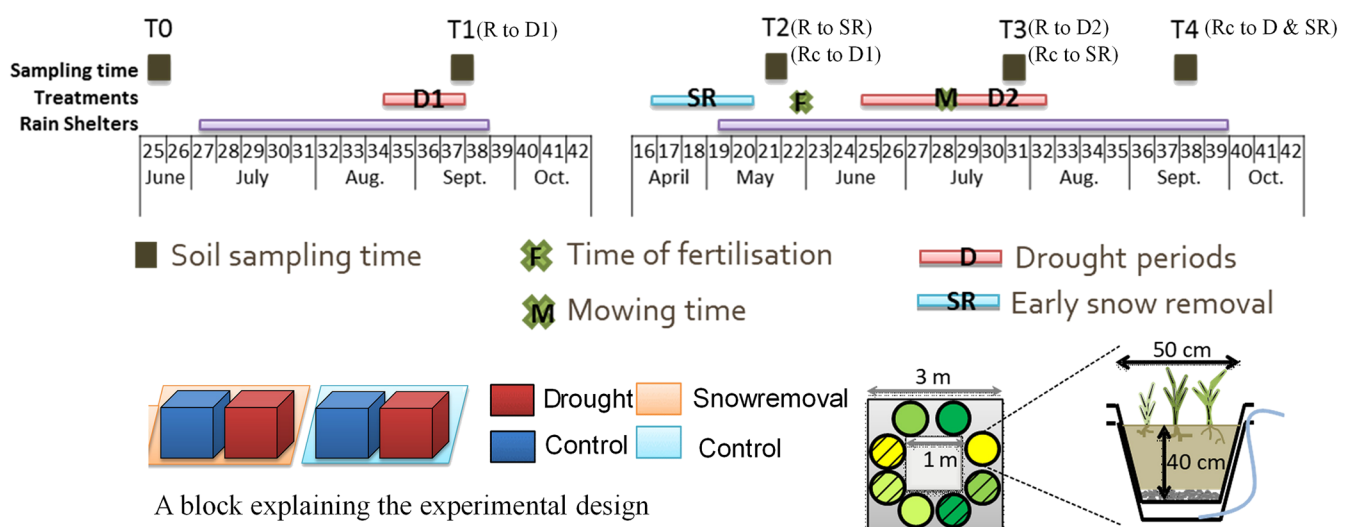 T0 T1(R to D1) T2(R to SR) T3(R to D2) T4 (Rc to D & SR)
(Rc to D1) (Rc to SR)
Sampling time
Treatments D1 SR F M D2
Rain Shelters
25 26 27 28 29 30 31 32 33 34 35 36 37 38 39 40 41 42 16 17 18 19 20 21 22 23 24 25 26 27 28 29 30 31 32 33 34 35 36 37 38 39 40 41 42
June July Aug. Sept. Oct. April May June July Aug. Sept. Oct.
Soil sampling time F Time of fertilisation D Drought periods
M Mowing time SR Early snow removal
50 cm
3 m
Drought Snowremoval
Control Control
1 m
40 cm
A block explaining the experimental design